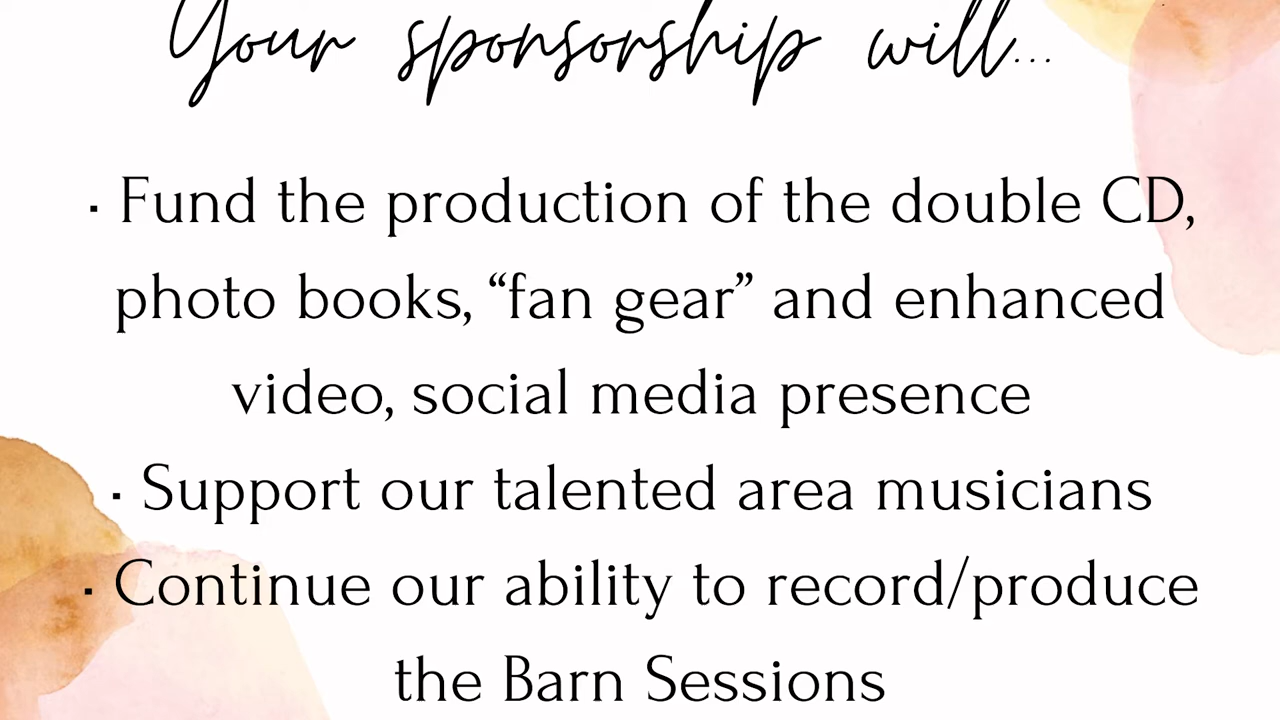 Your sponsorship will...
· Fund the production of the double CD,
photo books, “fan gear” and enhanced
video, social media presence
· Support our talented area musicians
· Continue our ability to record/produce
the Barn Sessions